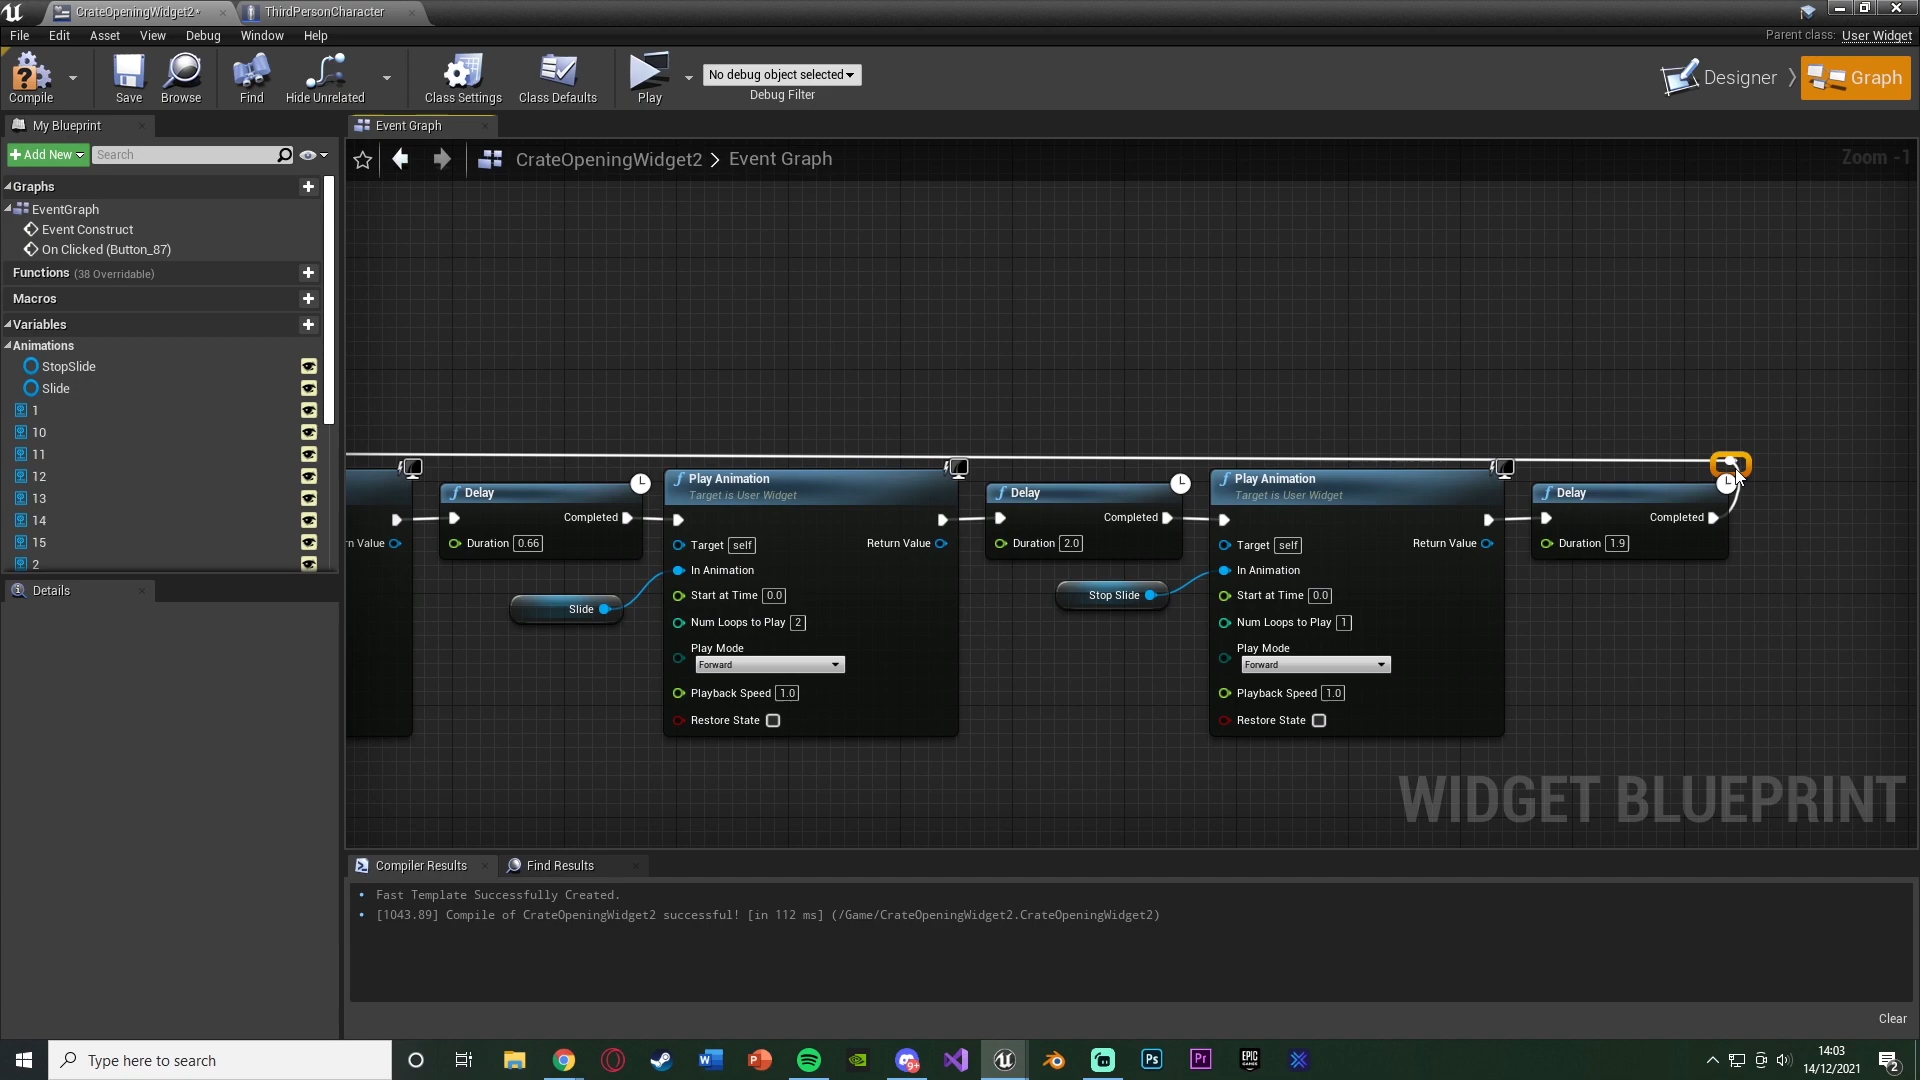 CrateOpeningWidget2*
ThirdPersonCharacter
File Edit Asset View Debug Window Help
Parent class: User Widget
Compile
Save
Browse
Find
Hide Unrelated
Class Settings
Class Defaults
Play
No debug object selected
Debug Filter
Designer
Graph
My Blueprint
Event Graph
Add New
Search
CrateOpeningWidget2 > Event Graph
Zoom -1
Graphs
EventGraph
Event Construct
On Clicked (Button_87)
Functions (38 Overridable)
Macros
Variables
Animations
StopSlide
Slide
1
10
11
12
13
14
15
2
Details
n Value
Delay
Completed
Duration 0.66
Slide
Play Animation
Target is User Widget
Target self
Return Value
In Animation
Start at Time 0.0
Num Loops to Play 2
Play Mode
Forward
Playback Speed 1.0
Restore State
Delay
Completed
Duration 2.0
Stop Slide
Play Animation
Target is User Widget
Target self
Return Value
In Animation
Start at Time 0.0
Num Loops to Play 1
Play Mode
Forward
Playback Speed 1.0
Restore State
Delay
Completed
Duration 1.9
WIDGET BLUEPRINT
Compiler Results
Find Results
Fast Template Successfully Created.
[1043.89] Compile of CrateOpeningWidget2 successful! [in 112 ms] (/Game/CrateOpeningWidget2.CrateOpeningWidget2)
Clear
Type here to search
9+
Ps
Pr
EPIC GAMES
14:03
14/12/2021
2